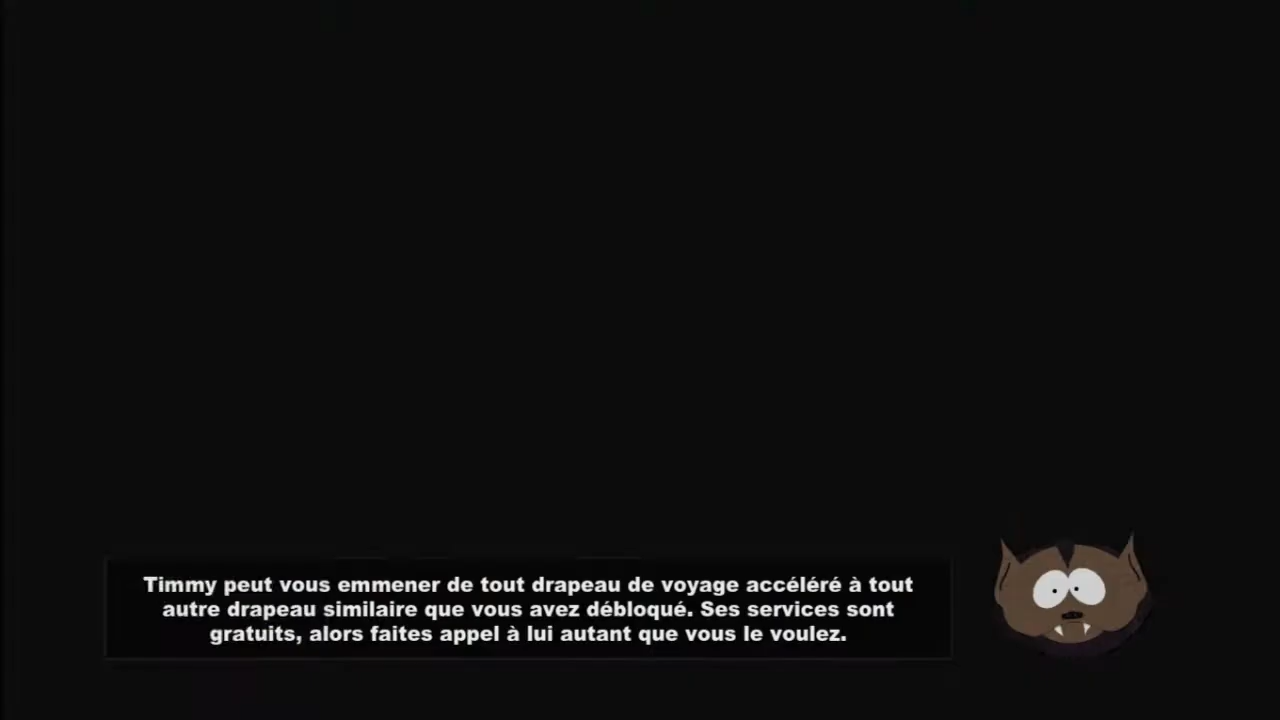 Timmy peut vous emmener de tout drapeau de voyage accéléré à tout
autre drapeau similaire que vous avez débloqué. Ses services sont
gratuits, alors faites appel à lui autant que vous le voulez.